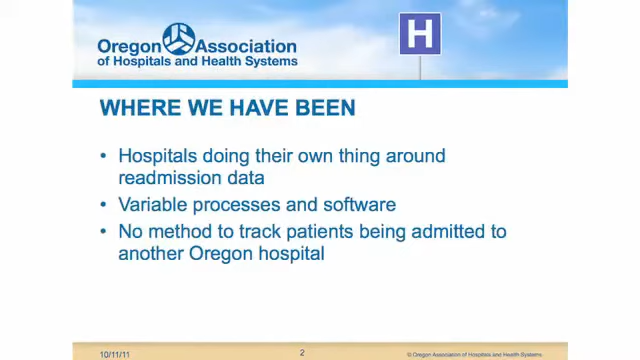 Oregon Association
of Hospitals and Health Systems
H
WHERE WE HAVE BEEN
• Hospitals doing their own thing around
readmission data
• Variable processes and software
• No method to track patients being admitted to
another Oregon hospital
10/11/11
2
© Oregon Association of Hospitals and Health Systems